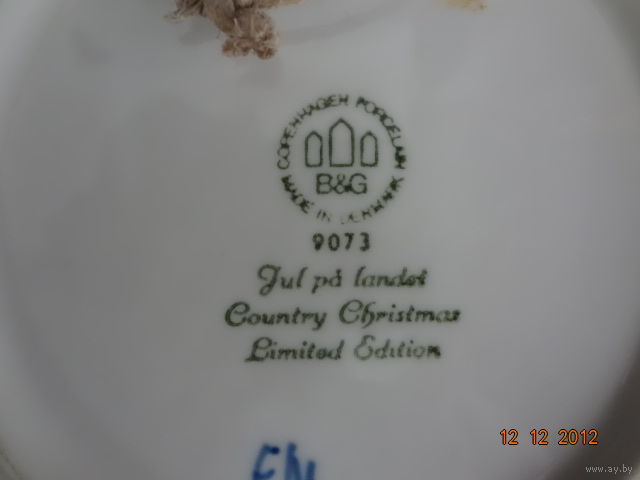 COPENHAGEN PORCELAIN
B&G
MADE IN DENMARK
9073
Jul på landet
Country Christmas
Limited Edition
12 12 2012
www.ay.by